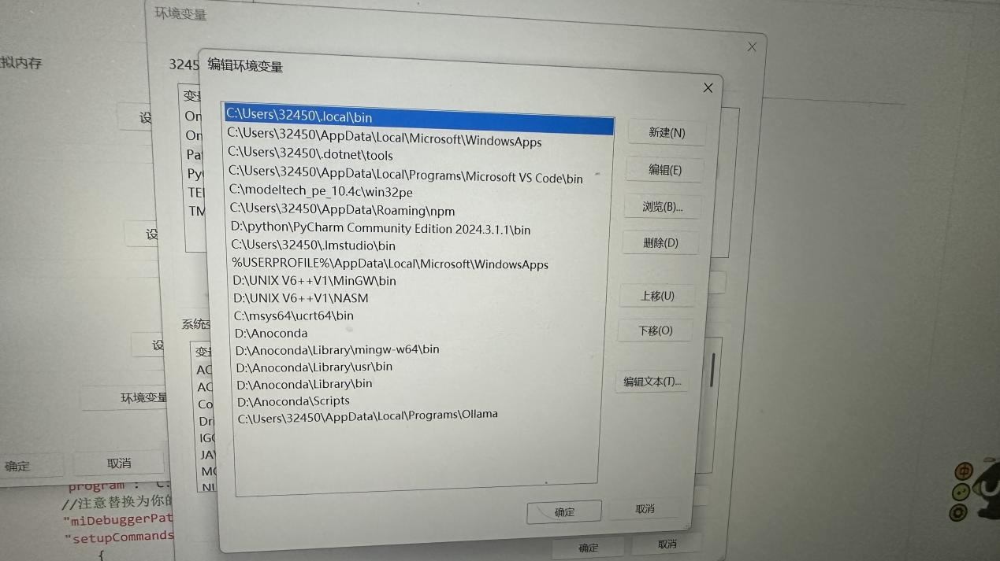 环境变量
拟内存
3245
编辑环境变量
变量
C:\Users\32450\.local\bin
C:\Users\32450\AppData\Local\Microsoft\WindowsApps
C:\Users\32450\.dotnet\tools
C:\Users\32450\AppData\Local\Programs\Microsoft VS Code\bin
C:\modeltech_pe_10.4c\win32pe
C:\Users\32450\AppData\Roaming\npm
D:\python\PyCharm Community Edition 2024.3.1.1\bin
C:\Users\32450\.lmstudio\bin
%USERPROFILE%\AppData\Local\Microsoft\WindowsApps
D:\UNIX V6++V1\MinGW\bin
D:\UNIX V6++V1\NASM
C:\msys64\ucrt64\bin
D:\Anoconda
D:\Anoconda\Library\mingw-w64\bin
D:\Anoconda\Library\usr\bin
D:\Anoconda\Library\bin
D:\Anoconda\Scripts
C:\Users\32450\AppData\Local\Programs\Ollama
新建(N)
编辑(E)
浏览(B)...
删除(D)
上移(U)
下移(O)
编辑文本(T)...
确定
取消
On
On
Pa
TE
TM
设
设
设
系统变
变量
AC
AC
Co
Dr
IG
JA
环境变量
确定
取消
确定
取消
program": "C:
//注意替换为你的
"miDebuggerPat
"setupCommands
{
中